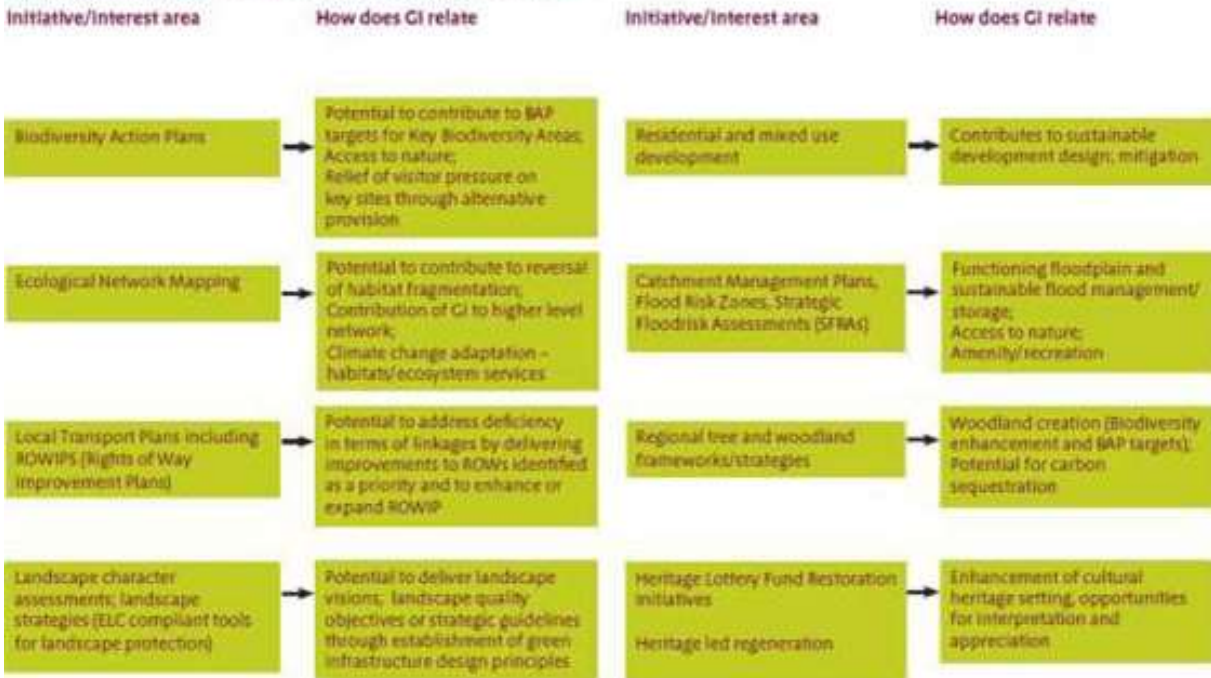 Initiative/Interest area
How does GI relate
Initiative/Interest area
How does GI relate
Biodiversity Action Plans
Potential to contribute to BAP
targets for Key Biodiversity Areas;
Access to nature;
Relief of visitor pressure on
key sites through alternative
provision
Residential and mixed use
development
Contributes to sustainable
development design; mitigation
Ecological Network Mapping
Potential to contribute to reversal
of habitat fragmentation;
Contribution of GI to higher level
network;
Climate change adaptation –
habitats/ecosystem services
Catchment Management Plans,
Flood Risk Zones, Strategic
Floodrisk Assessments (SFRAs)
Functioning floodplain and
sustainable flood management/
storage;
Access to nature;
Amenity/recreation
Local Transport Plans including
ROWIPS (Rights of Way
Improvement Plans)
Potential to address deficiency
in terms of linkages by delivering
improvements to ROWs identified
as a priority and to enhance or
expand ROWIP
Regional tree and woodland
frameworks/strategies
Woodland creation (Biodiversity
enhancement and BAP targets);
Potential for carbon
sequestration
Landscape character
assessments; landscape
strategies (ELC compliant tools
for landscape protection)
Potential to deliver landscape
visions, landscape quality
objectives or strategic guidelines
through establishment of green
infrastructure design principles
Heritage Lottery Fund Restoration
initiatives
Heritage led regeneration
Enhancement of cultural
heritage setting, opportunities
for interpretation and
appreciation